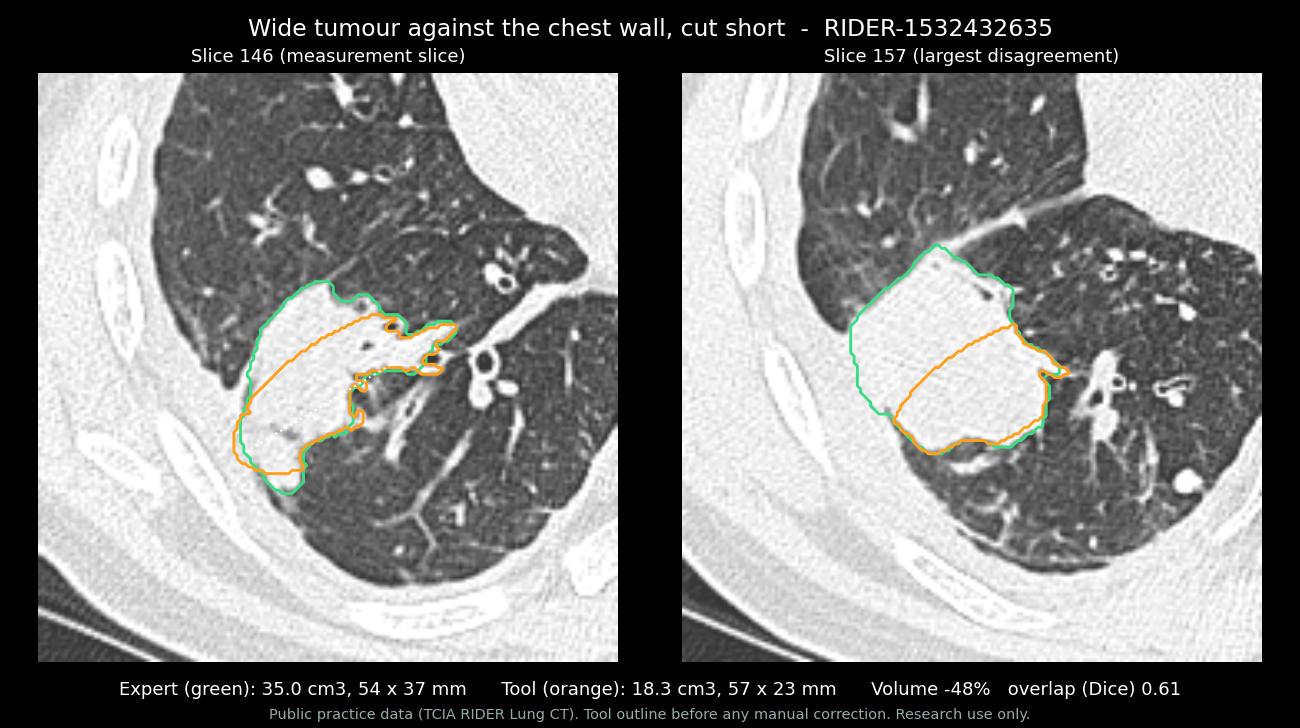 Wide tumour against the chest wall, cut short  -  RIDER-1532432635
Slice 146 (measurement slice)
Slice 157 (largest disagreement)
Expert (green): 35.0 cm3, 54 x 37 mm      Tool (orange): 18.3 cm3, 57 x 23 mm      Volume -48%   overlap (Dice) 0.61
Public practice data (TCIA RIDER Lung CT). Tool outline before any manual correction. Research use only.